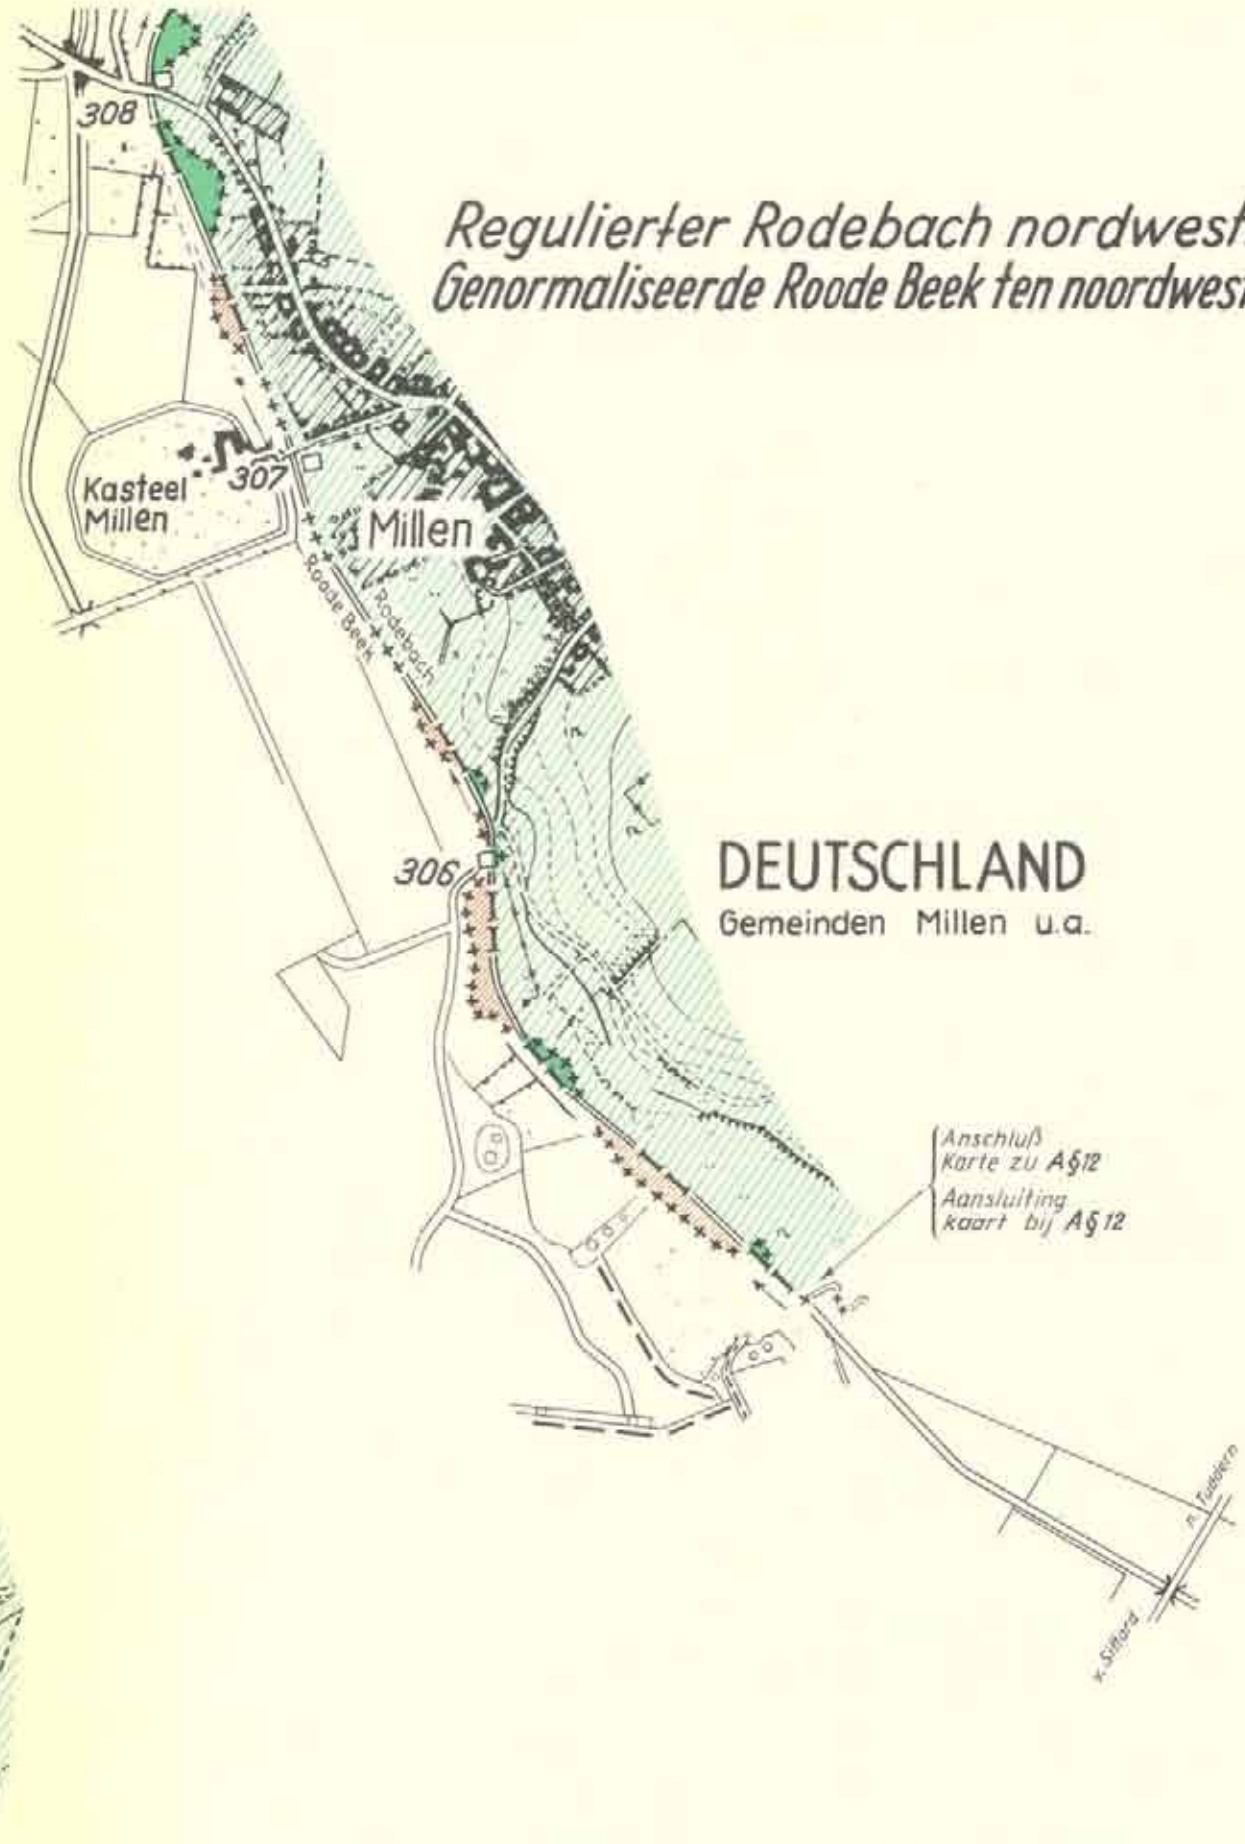 308
Regulierter Rodebach nordwest
Genormaliseerde Roode Beek ten noordwest
Kasteel
Millen
307
Millen
Roode Beek
Rodebach
306
DEUTSCHLAND
Gemeinden Millen u.a.
Anschluß
Karte zu A§12
Aansluiting
kaart bij A§12
n. Tuddern
v. Sittard